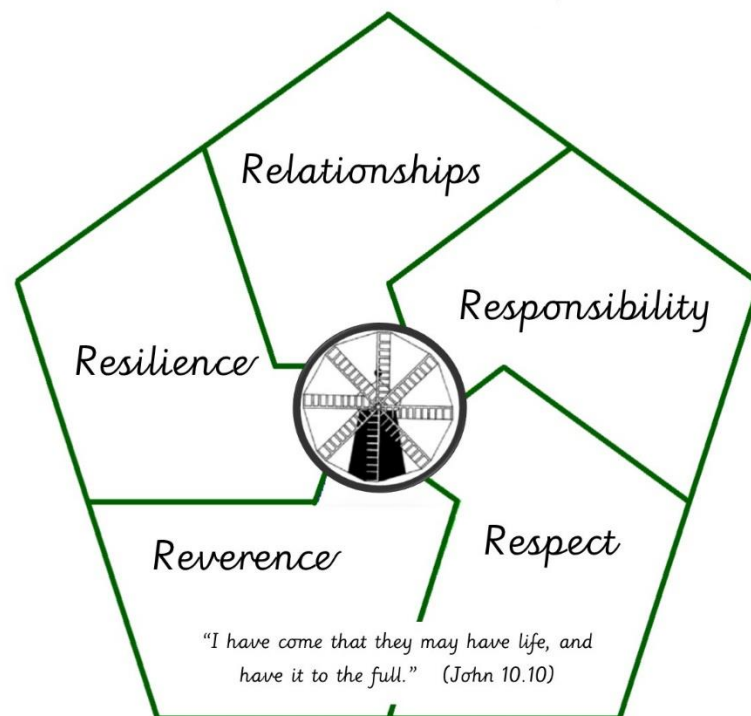 Relationships
Responsibility
Resilience
Reverence
Respect
“I have come that they may have life, and
have it to the full.” (John 10.10)